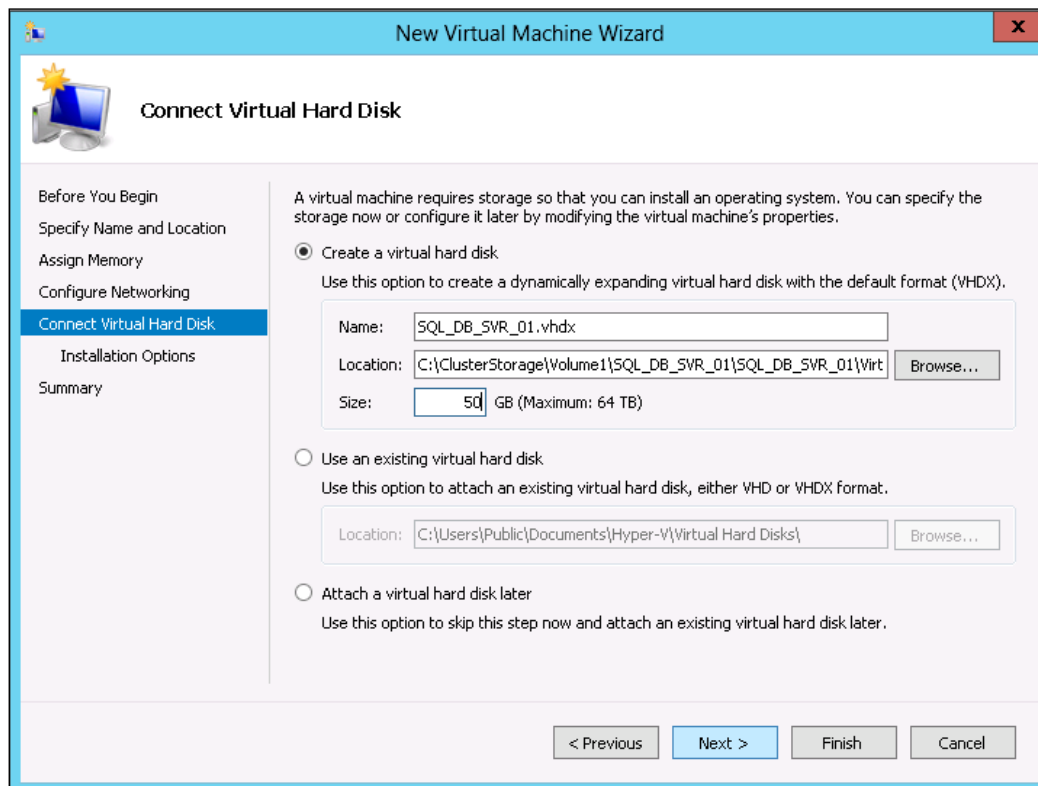 New Virtual Machine Wizard
x
Connect Virtual Hard Disk
Before You Begin
Specify Name and Location
Assign Memory
Configure Networking
Connect Virtual Hard Disk
Installation Options
Summary
A virtual machine requires storage so that you can install an operating system. You can specify the
storage now or configure it later by modifying the virtual machine's properties.
Create a virtual hard disk
Use this option to create a dynamically expanding virtual hard disk with the default format (VHDX).
Name: SQL_DB_SVR_01.vhdx
Location: C:\ClusterStorage\Volume1\SQL_DB_SVR_01\SQL_DB_SVR_01\Virt Browse...
Size: 50 GB (Maximum: 64 TB)
Use an existing virtual hard disk
Use this option to attach an existing virtual hard disk, either VHD or VHDX format.
Location: C:\Users\Public\Documents\Hyper-V\Virtual Hard Disks\ Browse...
Attach a virtual hard disk later
Use this option to skip this step now and attach an existing virtual hard disk later.
< Previous Next > Finish Cancel